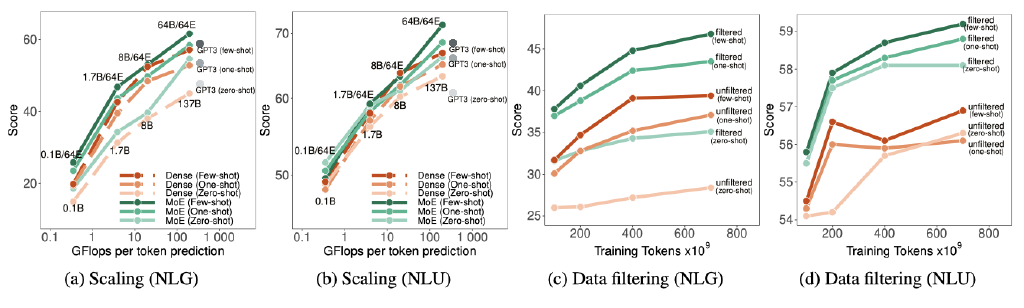 Score
60
40
20
0.1/64E
1.7B/64E
8B/64E
64B/64E
GPT3 (few-shot)
GPT3 (one-shot)
GPT3 (zero-shot)
137B
8B
1.7B
0.1B
Dense (Few-shot)
Dense (One-shot)
Dense (Zero-shot)
MoE (Few-shot)
MoE (One-shot)
MoE (Zero-shot)
0.1 1 10 100 1 000
GFlops per token prediction
(a) Scaling (NLG)
Score
70
60
50
0.1B/64E
1.7B/64E
8B/64E
64B/64E
GPT3 (few-shot)
GPT3 (one-shot)
137B
GPT3 (zero-shot)
8B
1.7B
0.1B
Dense (Few-shot)
Dense (One-shot)
Dense (Zero-shot)
MoE (Few-shot)
MoE (One-shot)
MoE (Zero-shot)
0.1 1 10 100 1 000
GFlops per token prediction
(b) Scaling (NLU)
Score
45
40
35
30
25
filtered
(few-shot)
filtered
(one-shot)
unfiltered
(few-shot)
unfiltered
(one-shot)
filtered
(zero-shot)
unfiltered
(zero-shot)
200 400 600 800
Training Tokens x10⁹
(c) Data filtering (NLG)
Score
59
58
57
56
55
54
filtered
(few-shot)
filtered
(one-shot)
filtered
(zero-shot)
unfiltered
(few-shot)
unfiltered
(zero-shot)
unfiltered
(one-shot)
200 400 600 800
Training Tokens x10⁹
(d) Data filtering (NLU)